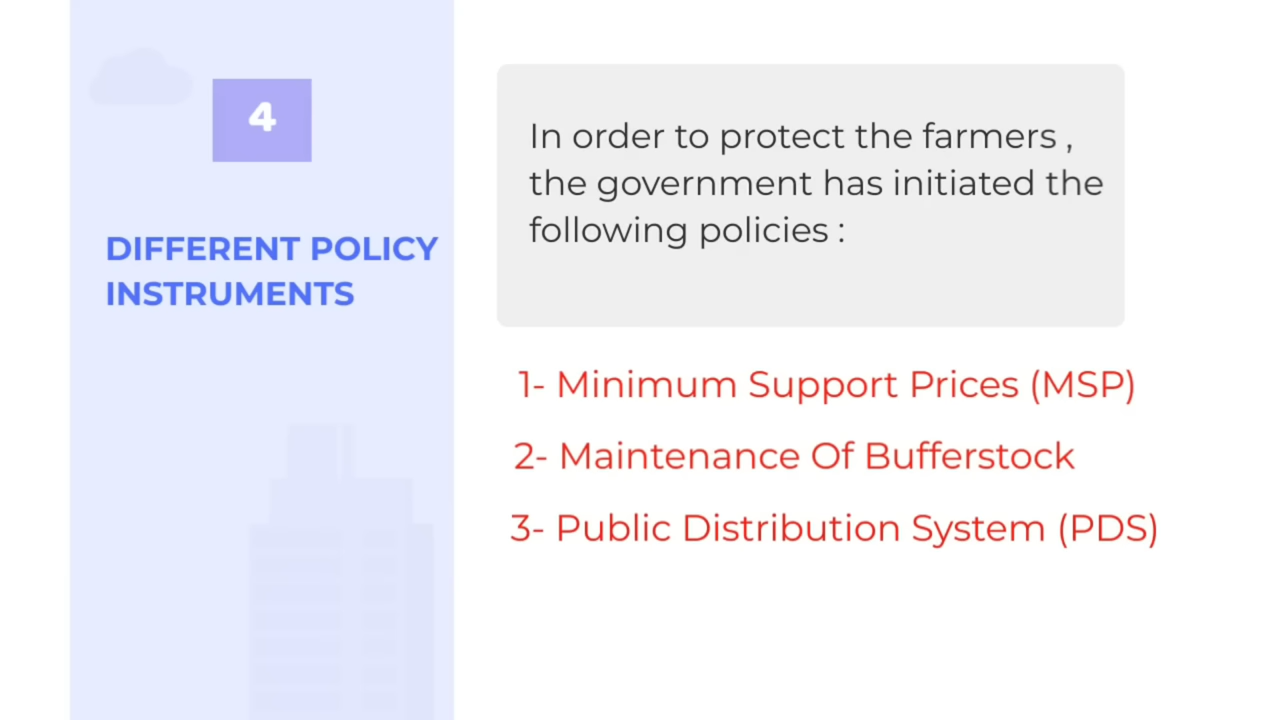 4
DIFFERENT POLICY
INSTRUMENTS
In order to protect the farmers ,
the government has initiated the
following policies :
1- Minimum Support Prices (MSP)
2- Maintenance Of Bufferstock
3- Public Distribution System (PDS)